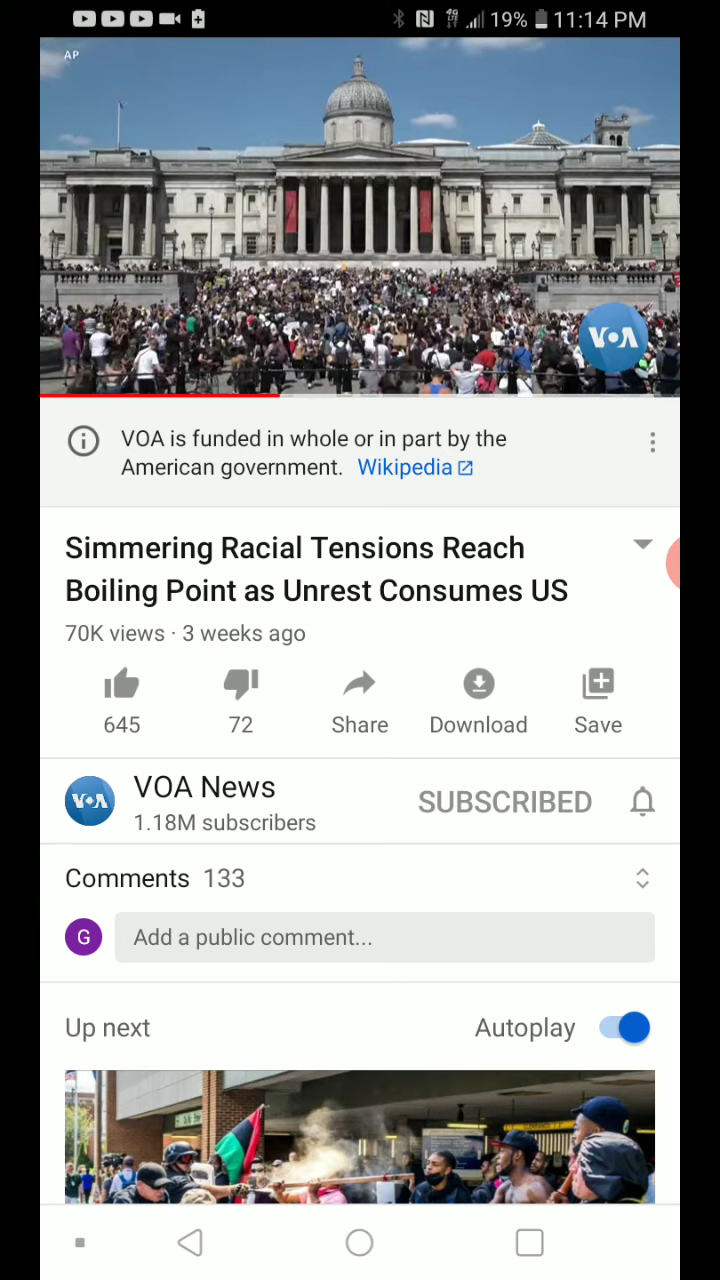 4G
19%
11:14 PM
AP
VOA
VOA is funded in whole or in part by the
American government. Wikipedia
Simmering Racial Tensions Reach
Boiling Point as Unrest Consumes US
70K views · 3 weeks ago
645
72
Share
Download
Save
VOA
VOA News
1.18M subscribers
SUBSCRIBED
Comments 133
G
Add a public comment...
Up next
Autoplay